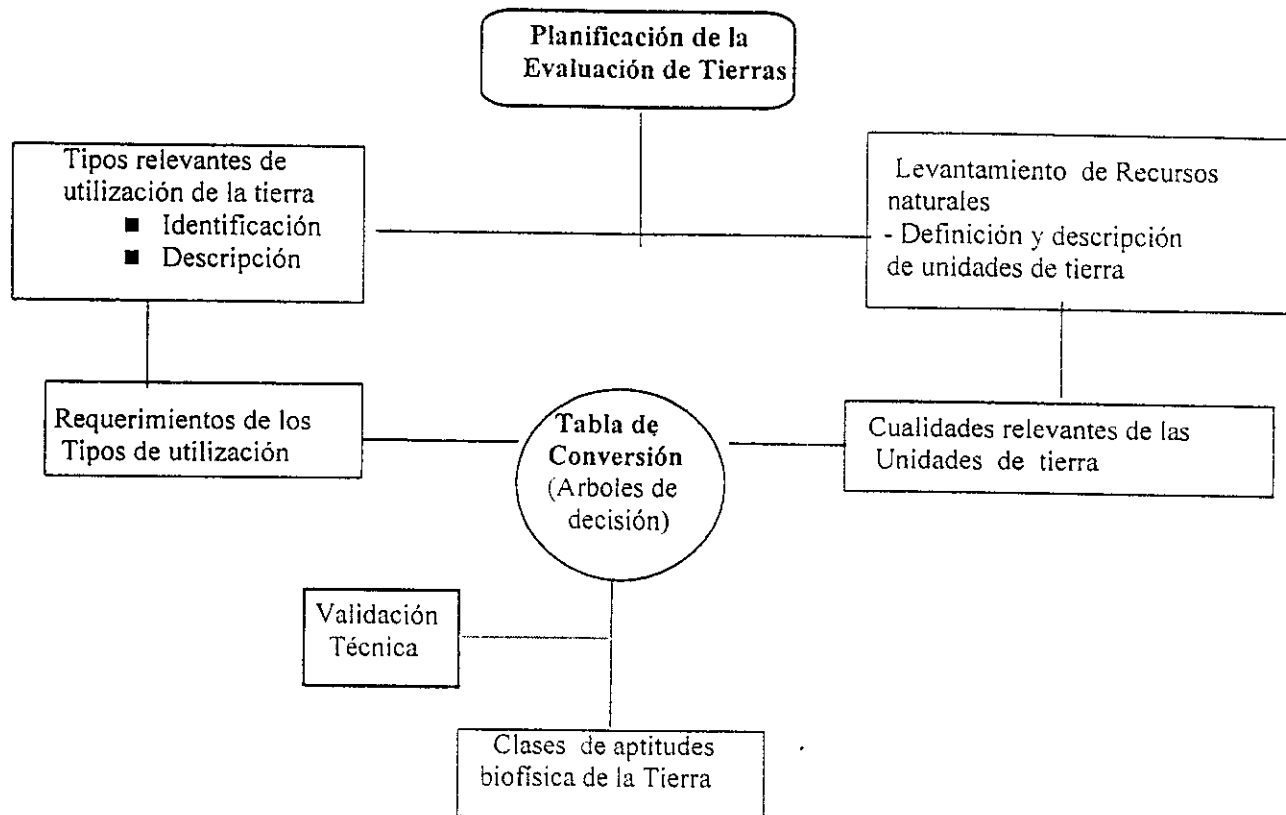 Planificación de la
Evaluación de Tierras
Tipos relevantes de
utilización de la tierra
■ Identificación
■ Descripción
Levantamiento de Recursos
naturales
- Definición y descripción
de unidades de tierra
Requerimientos de los
Tipos de utilización
Tabla de
Conversión
(Arboles de
decisión)
Cualidades relevantes de las
Unidades de tierra
Validación
Técnica
Clases de aptitudes
biofísica de la Tierra